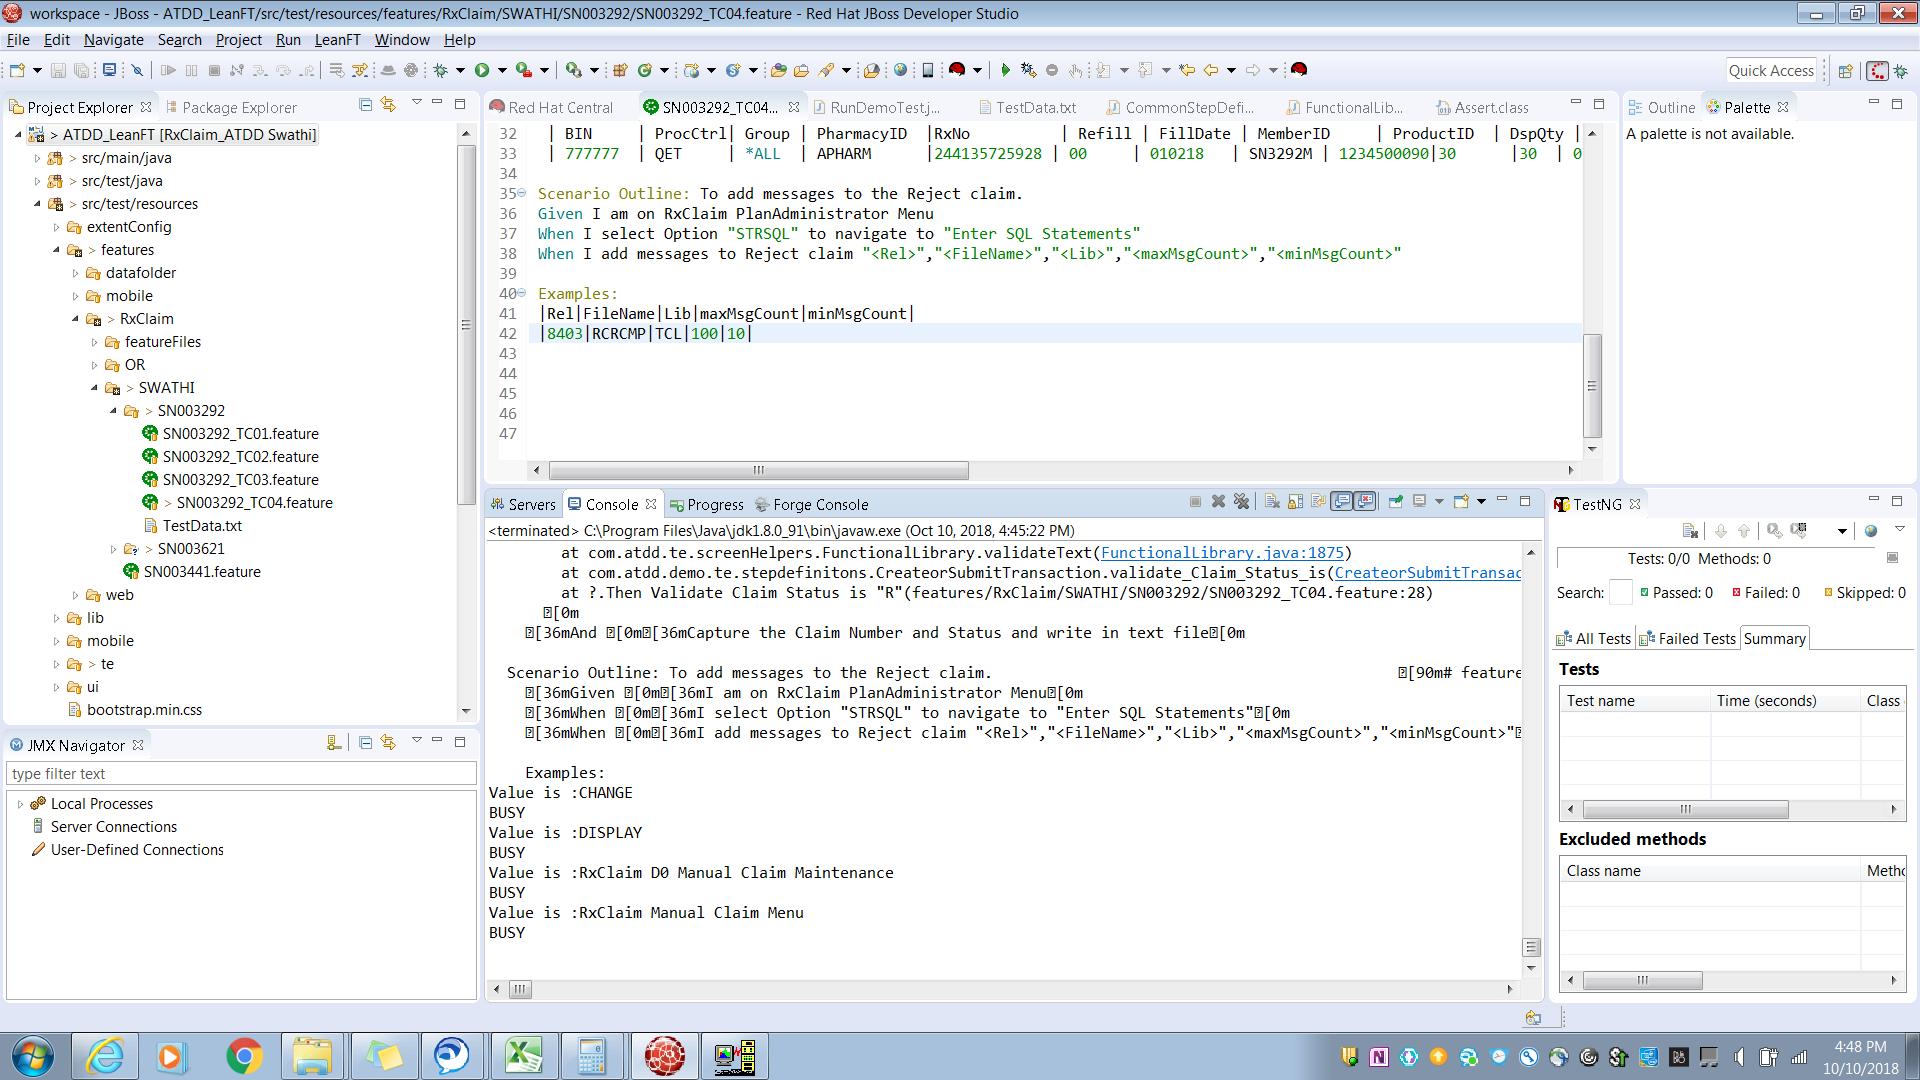 workspace - JBoss - ATDD_LeanFT/src/test/resources/features/RxClaim/SWATHI/SN003292/SN003292_TC04.feature - Red Hat JBoss Developer Studio
File Edit Navigate Search Project Run LeanFT Window Help
Quick Access
Project Explorer Package Explorer
> ATDD_LeanFT [RxClaim_ATDD Swathi]
> src/main/java
> src/test/java
> src/test/resources
extentConfig
> features
datafolder
mobile
> RxClaim
featureFiles
OR
> SWATHI
> SN003292
SN003292_TC01.feature
SN003292_TC02.feature
SN003292_TC03.feature
> SN003292_TC04.feature
TestData.txt
> SN003621
SN003441.feature
web
lib
mobile
> te
ui
bootstrap.min.css
JMX Navigator
type filter text
Local Processes
Server Connections
User-Defined Connections
Red Hat Central SN003292_TC04... RunDemoTest.j... TestData.txt CommonStepDefi... FunctionalLib... Assert.class
32 | BIN | ProcCtrl| Group | PharmacyID |RxNo | Refill | FillDate | MemberID | ProductID | DspQty |
33 | 777777 | QET | *ALL | APHARM |244135725928 | 00 | 010218 | SN3292M | 1234500090|30 |30 | 0
34
35 Scenario Outline: To add messages to the Reject claim.
36 Given I am on RxClaim PlanAdministrator Menu
37 When I select Option "STRSQL" to navigate to "Enter SQL Statements"
38 When I add messages to Reject claim "<Rel>","<FileName>","<Lib>","<maxMsgCount>","<minMsgCount>"
39
40 Examples:
41 |Rel|FileName|Lib|maxMsgCount|minMsgCount|
42 |8403|RCRCMP|TCL|100|10|
43
44
45
46
47
Outline Palette
A palette is not available.
Servers Console Progress Forge Console
<terminated> C:\Program Files\Java\jdk1.8.0_91\bin\javaw.exe (Oct 10, 2018, 4:45:22 PM)
at com.atdd.te.screenHelpers.FunctionalLibrary.validateText(FunctionalLibrary.java:1875)
at com.atdd.demo.te.stepdefinitons.CreateorSubmitTransaction.validate_Claim_Status_is(CreateorSubmitTransac
at ?.Then Validate Claim Status is "R"(features/RxClaim/SWATHI/SN003292/SN003292_TC04.feature:28)
[0m
[36mAnd [0m[36mCapture the Claim Number and Status and write in text file[0m
Scenario Outline: To add messages to the Reject claim. [90m# feature
[36mGiven [0m[36mI am on RxClaim PlanAdministrator Menu[0m
[36mWhen [0m[36mI select Option "STRSQL" to navigate to "Enter SQL Statements"[0m
[36mWhen [0m[36mI add messages to Reject claim "<Rel>","<FileName>","<Lib>","<maxMsgCount>","<minMsgCount>"
Examples:
Value is :CHANGE
BUSY
Value is :DISPLAY
BUSY
Value is :RxClaim D0 Manual Claim Maintenance
BUSY
Value is :RxClaim Manual Claim Menu
BUSY
TestNG
Tests: 0/0 Methods: 0
Search: Passed: 0 Failed: 0 Skipped: 0
All Tests Failed Tests Summary
Tests
Test name Time (seconds) Class
Excluded methods
Class name Metho
4:48 PM
10/10/2018